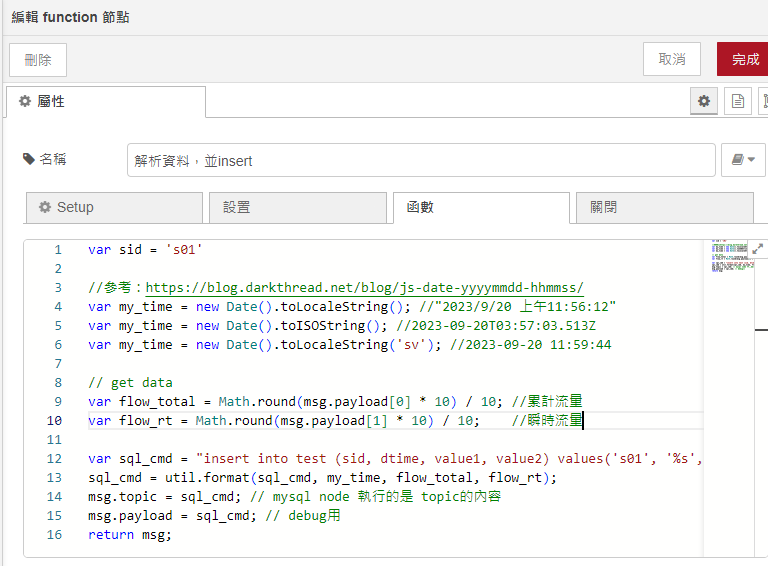 編輯 function 節點
刪除
取消
完成
屬性
名稱
解析資料，並insert
Setup
設置
函數
關閉
1 var sid = 's01'
2
3 //參考：https://blog.darkthread.net/blog/js-date-yyyymmdd-hhmmss/
4 var my_time = new Date().toLocaleString(); //"2023/9/20 上午11:56:12"
5 var my_time = new Date().toISOString(); //2023-09-20T03:57:03.513Z
6 var my_time = new Date().toLocaleString('sv'); //2023-09-20 11:59:44
7
8 // get data
9 var flow_total = Math.round(msg.payload[0] * 10) / 10; //累計流量
10 var flow_rt = Math.round(msg.payload[1] * 10) / 10; //瞬時流量
11
12 var sql_cmd = "insert into test (sid, dtime, value1, value2) values('s01', '%s',
13 sql_cmd = util.format(sql_cmd, my_time, flow_total, flow_rt);
14 msg.topic = sql_cmd; // mysql node 執行的是 topic的內容
15 msg.payload = sql_cmd; // debug用
16 return msg;